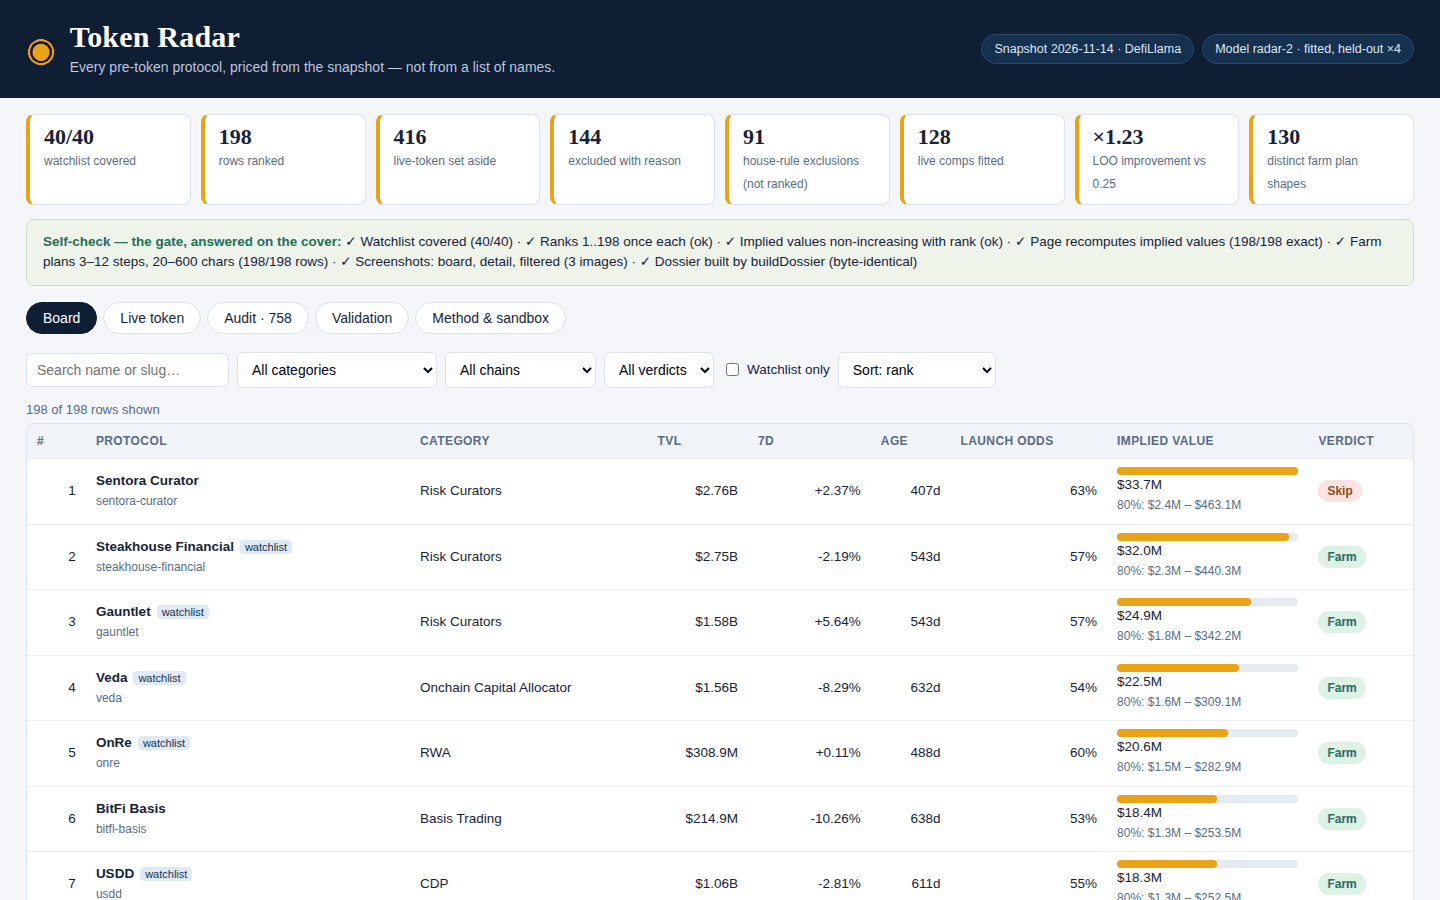 Token Radar
Every pre-token protocol, priced from the snapshot — not from a list of names.
Snapshot 2026-11-14 · DefiLlama
Model radar-2 · fitted, held-out ×4
40/40
watchlist covered
198
rows ranked
416
live-token set aside
144
excluded with reason
91
house-rule exclusions
(not ranked)
128
live comps fitted
×1.23
LOO improvement vs
0.25
130
distinct farm plan
shapes
Self-check — the gate, answered on the cover: ✓ Watchlist covered (40/40) · ✓ Ranks 1..198 once each (ok) · ✓ Implied values non-increasing with rank (ok) · ✓ Page recomputes implied values (198/198 exact) · ✓ Farm
plans 3–12 steps, 20–600 chars (198/198 rows) · ✓ Screenshots: board, detail, filtered (3 images) · ✓ Dossier built by buildDossier (byte-identical)
Board
Live token
Audit · 758
Validation
Method & sandbox
Search name or slug…
All categories
All chains
All verdicts
Watchlist only
Sort: rank
198 of 198 rows shown
# PROTOCOL CATEGORY TVL 7D AGE LAUNCH ODDS IMPLIED VALUE VERDICT
1 Sentora Curator Risk Curators $2.76B +2.37% 407d 63% $33.7M Skip
sentora-curator 80%: $2.4M – $463.1M
2 Steakhouse Financial watchlist Risk Curators $2.75B -2.19% 543d 57% $32.0M Farm
steakhouse-financial 80%: $2.3M – $440.3M
3 Gauntlet watchlist Risk Curators $1.58B +5.64% 543d 57% $24.9M Farm
gauntlet 80%: $1.8M – $342.2M
4 Veda watchlist Onchain Capital Allocator $1.56B -8.29% 632d 54% $22.5M Farm
veda 80%: $1.6M – $309.1M
5 OnRe watchlist RWA $308.9M +0.11% 488d 60% $20.6M Farm
onre 80%: $1.5M – $282.9M
6 BitFi Basis Basis Trading $214.9M -10.26% 638d 53% $18.4M Farm
bitfi-basis 80%: $1.3M – $253.5M
7 USDD watchlist CDP $1.06B -2.81% 611d 55% $18.3M Farm
usdd 80%: $1.3M – $252.5M